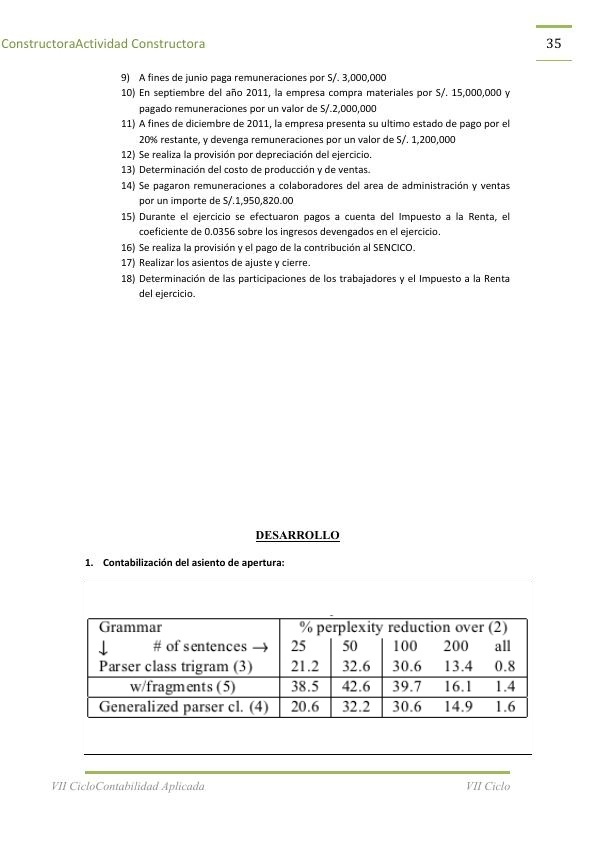 ConstructoraActividad Constructora
35
9) A fines de junio paga remuneraciones por S/. 3,000,000
10) En septiembre del año 2011, la empresa compra materiales por S/. 15,000,000 y
pagado remuneraciones por un valor de S/.2,000,000
11) A fines de diciembre de 2011, la empresa presenta su ultimo estado de pago por el
20% restante, y devenga remuneraciones por un valor de S/. 1,200,000
12) Se realiza la provisión por depreciación del ejercicio.
13) Determinación del costo de producción y de ventas.
14) Se pagaron remuneraciones a colaboradores del area de administración y ventas
por un importe de S/.1,950,820.00
15) Durante el ejercicio se efectuaron pagos a cuenta del Impuesto a la Renta, el
coeficiente de 0.0356 sobre los ingresos devengados en el ejercicio.
16) Se realiza la provisión y el pago de la contribución al SENCICO.
17) Realizar los asientos de ajuste y cierre.
18) Determinación de las participaciones de los trabajadores y el Impuesto a la Renta
del ejercicio.
DESARROLLO
1. Contabilización del asiento de apertura:
Grammar % perplexity reduction over (2)
↓ # of sentences → 25 50 100 200 all
Parser class trigram (3) 21.2 32.6 30.6 13.4 0.8
w/fragments (5) 38.5 42.6 39.7 16.1 1.4
Generalized parser cl. (4) 20.6 32.2 30.6 14.9 1.6
VII CicloContabilidad Aplicada VII Ciclo